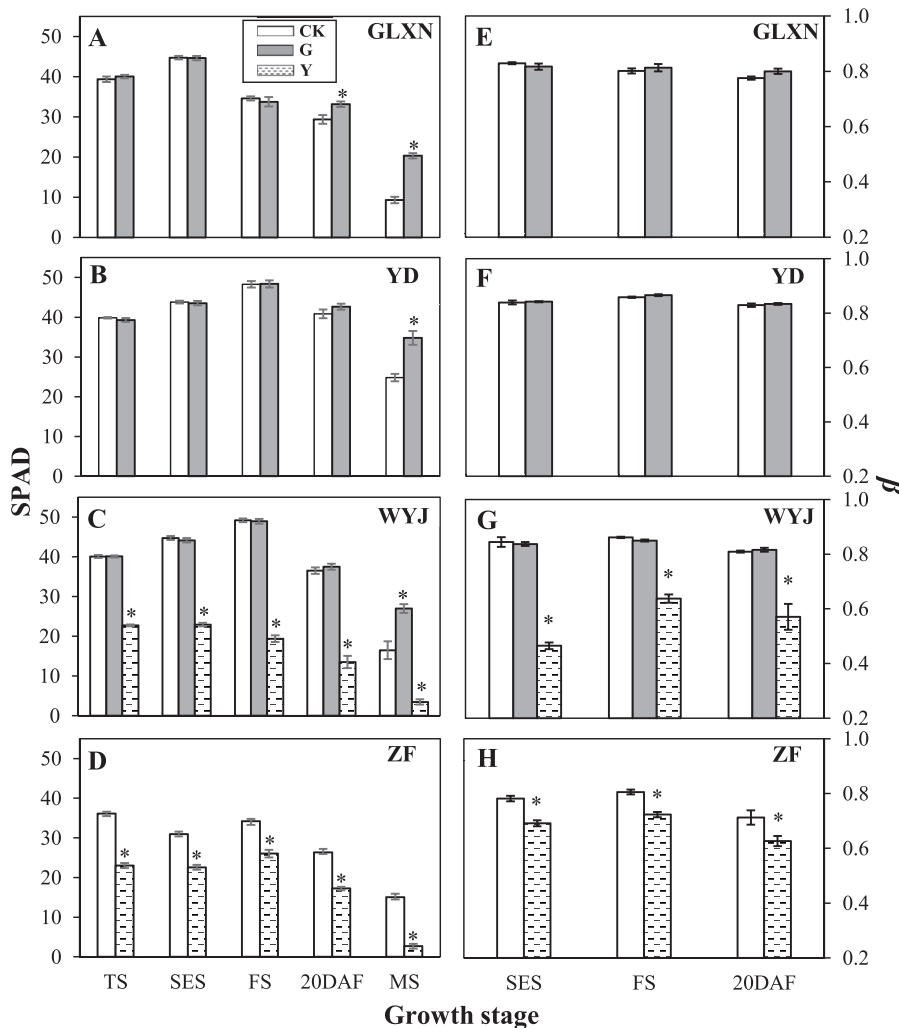 A
CK
G
Y
GLXN
50
40
30
20
10
0
*
*
E
GLXN
1.0
0.8
0.6
0.4
0.2
B
YD
50
40
30
20
10
0
*
F
YD
1.0
0.8
0.6
0.4
0.2
SPAD
β
C
WYJ
50
40
30
20
10
0
* * * * * *
G
WYJ
1.0
0.8
0.6
0.4
0.2
* * *
D
ZF
50
40
30
20
10
0
* * * * *
TS SES FS 20DAF MS
H
ZF
1.0
0.8
0.6
0.4
0.2
* * *
SES FS 20DAF
Growth stage